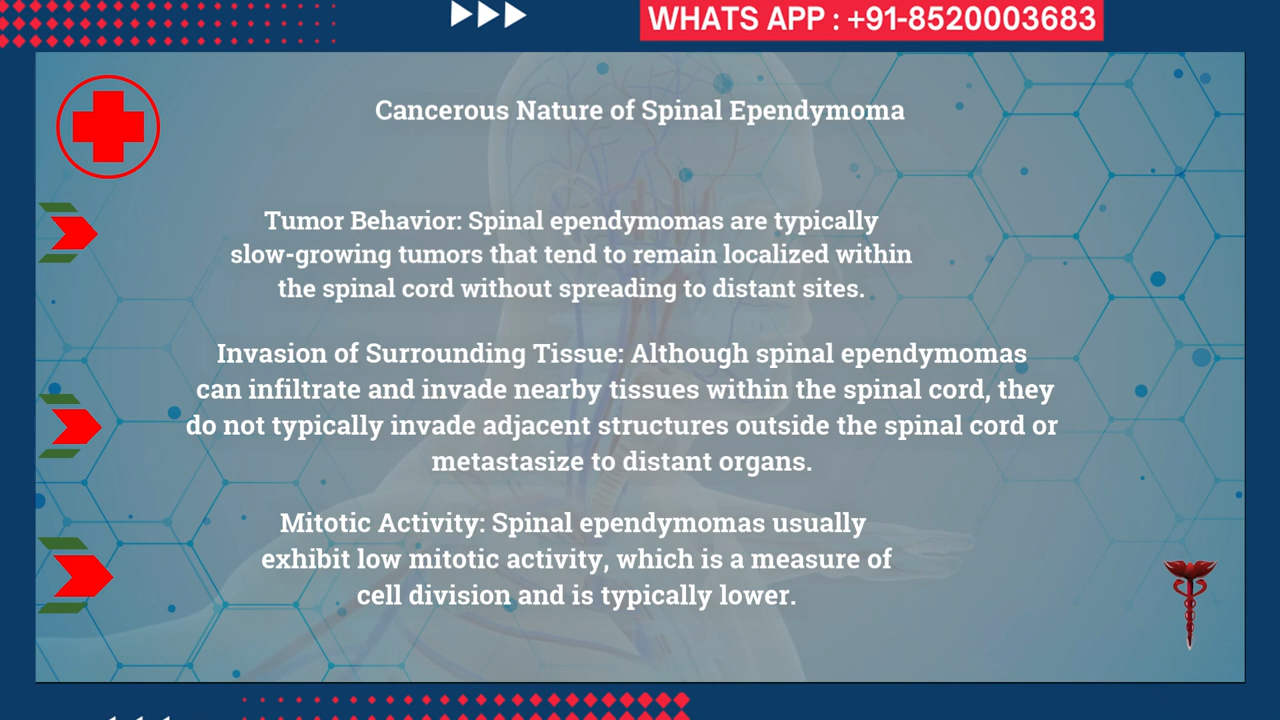 WHATS APP : +91-8520003683
Cancerous Nature of Spinal Ependymoma
Tumor Behavior: Spinal ependymomas are typically
slow-growing tumors that tend to remain localized within
the spinal cord without spreading to distant sites.
Invasion of Surrounding Tissue: Although spinal ependymomas
can infiltrate and invade nearby tissues within the spinal cord, they
do not typically invade adjacent structures outside the spinal cord or
metastasize to distant organs.
Mitotic Activity: Spinal ependymomas usually
exhibit low mitotic activity, which is a measure of
cell division and is typically lower.